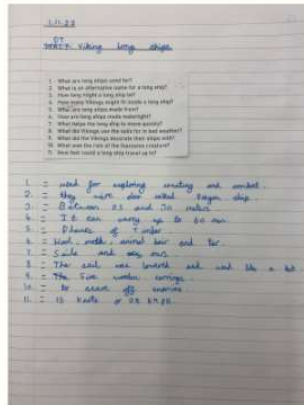 1.11.23
DT
Viking long ships
1. What are long ships used for?
2. What is an alternative name for a long ship?
3. How long might a long ship be?
4. How many Vikings might fit inside a long ship?
5. What are long ships made from?
6. How are long ships made watertight?
7. What helps the long ship to move quickly?
8. What did Vikings use the sails for in bad weather?
9. What did the Vikings decorate their ships with?
10. What was the role of the fearsome creature?
11. How fast could a long ship travel up to?
1. = used for exploring and combat.
2. = they were also called Dragon ship.
3. = Between and 30 meters
4. = It can carry up to 60 men.
5. = Planks of Timber
6. = Wool, moth, animal hair and tar.
7. = Sails and oars.
8. = The sail was lowered and used like a tent
9. = The wooden carvings.
10. = to scare off enemies.
11. = 15 knots or